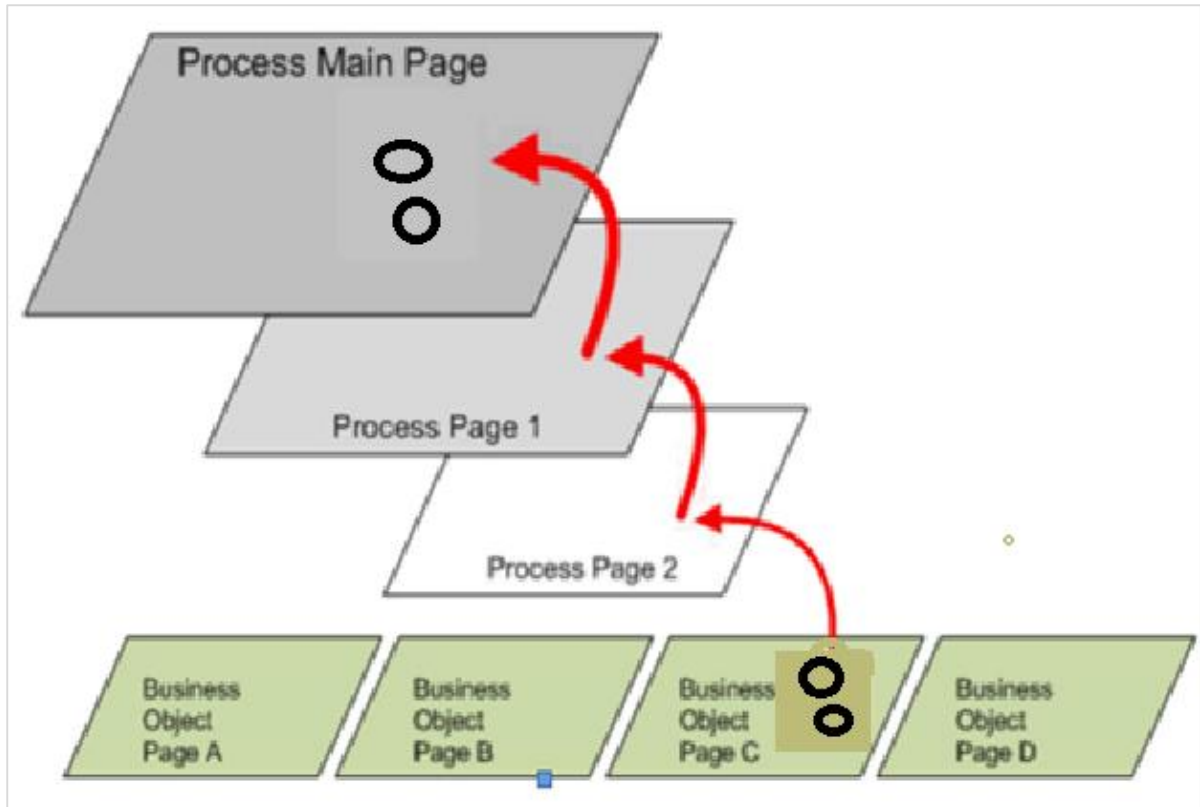 Process Main Page
Process Page 1
Process Page 2
Business
Object
Page A
Business
Object
Page B
Business
Object
Page C
Business
Object
Page D